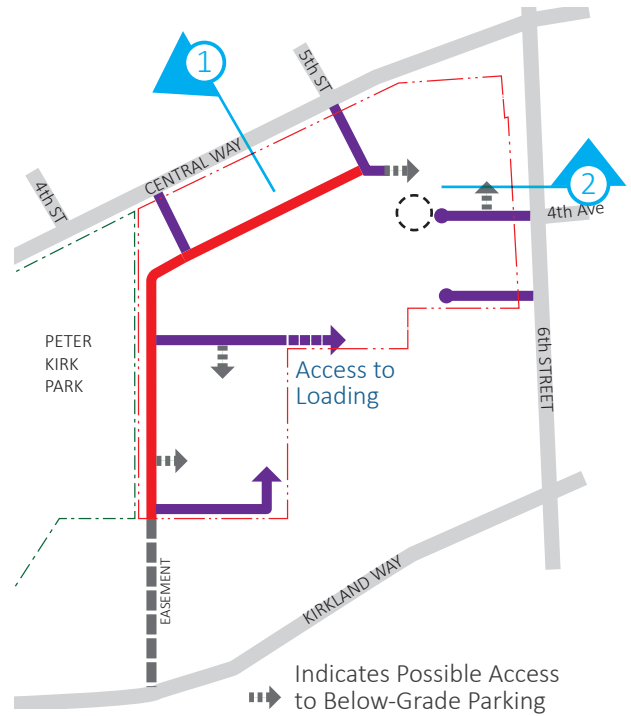 1
5th ST
CENTRAL WAY
4th ST
2
4th Ave
PETER
KIRK
PARK
6th STREET
Access to
Loading
EASEMENT
KIRKLAND WAY
Indicates Possible Access
to Below-Grade Parking